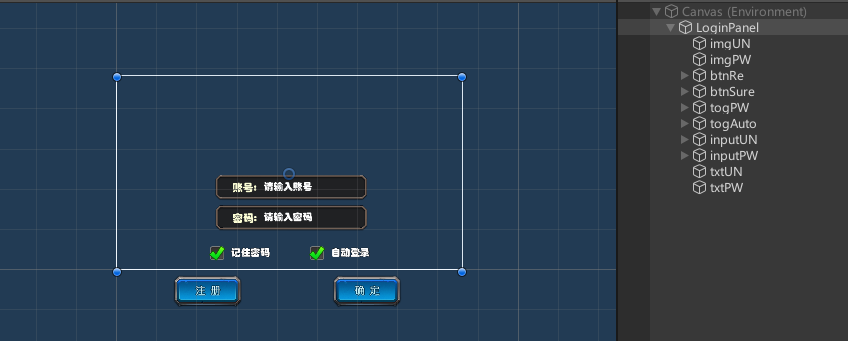 账号: 请输入账号
密码: 请输入密码
记住密码 自动登录
注 册 确 定
Canvas (Environment)
LoginPanel
imgUN
imgPW
btnRe
btnSure
togPW
togAuto
inputUN
inputPW
txtUN
txtPW